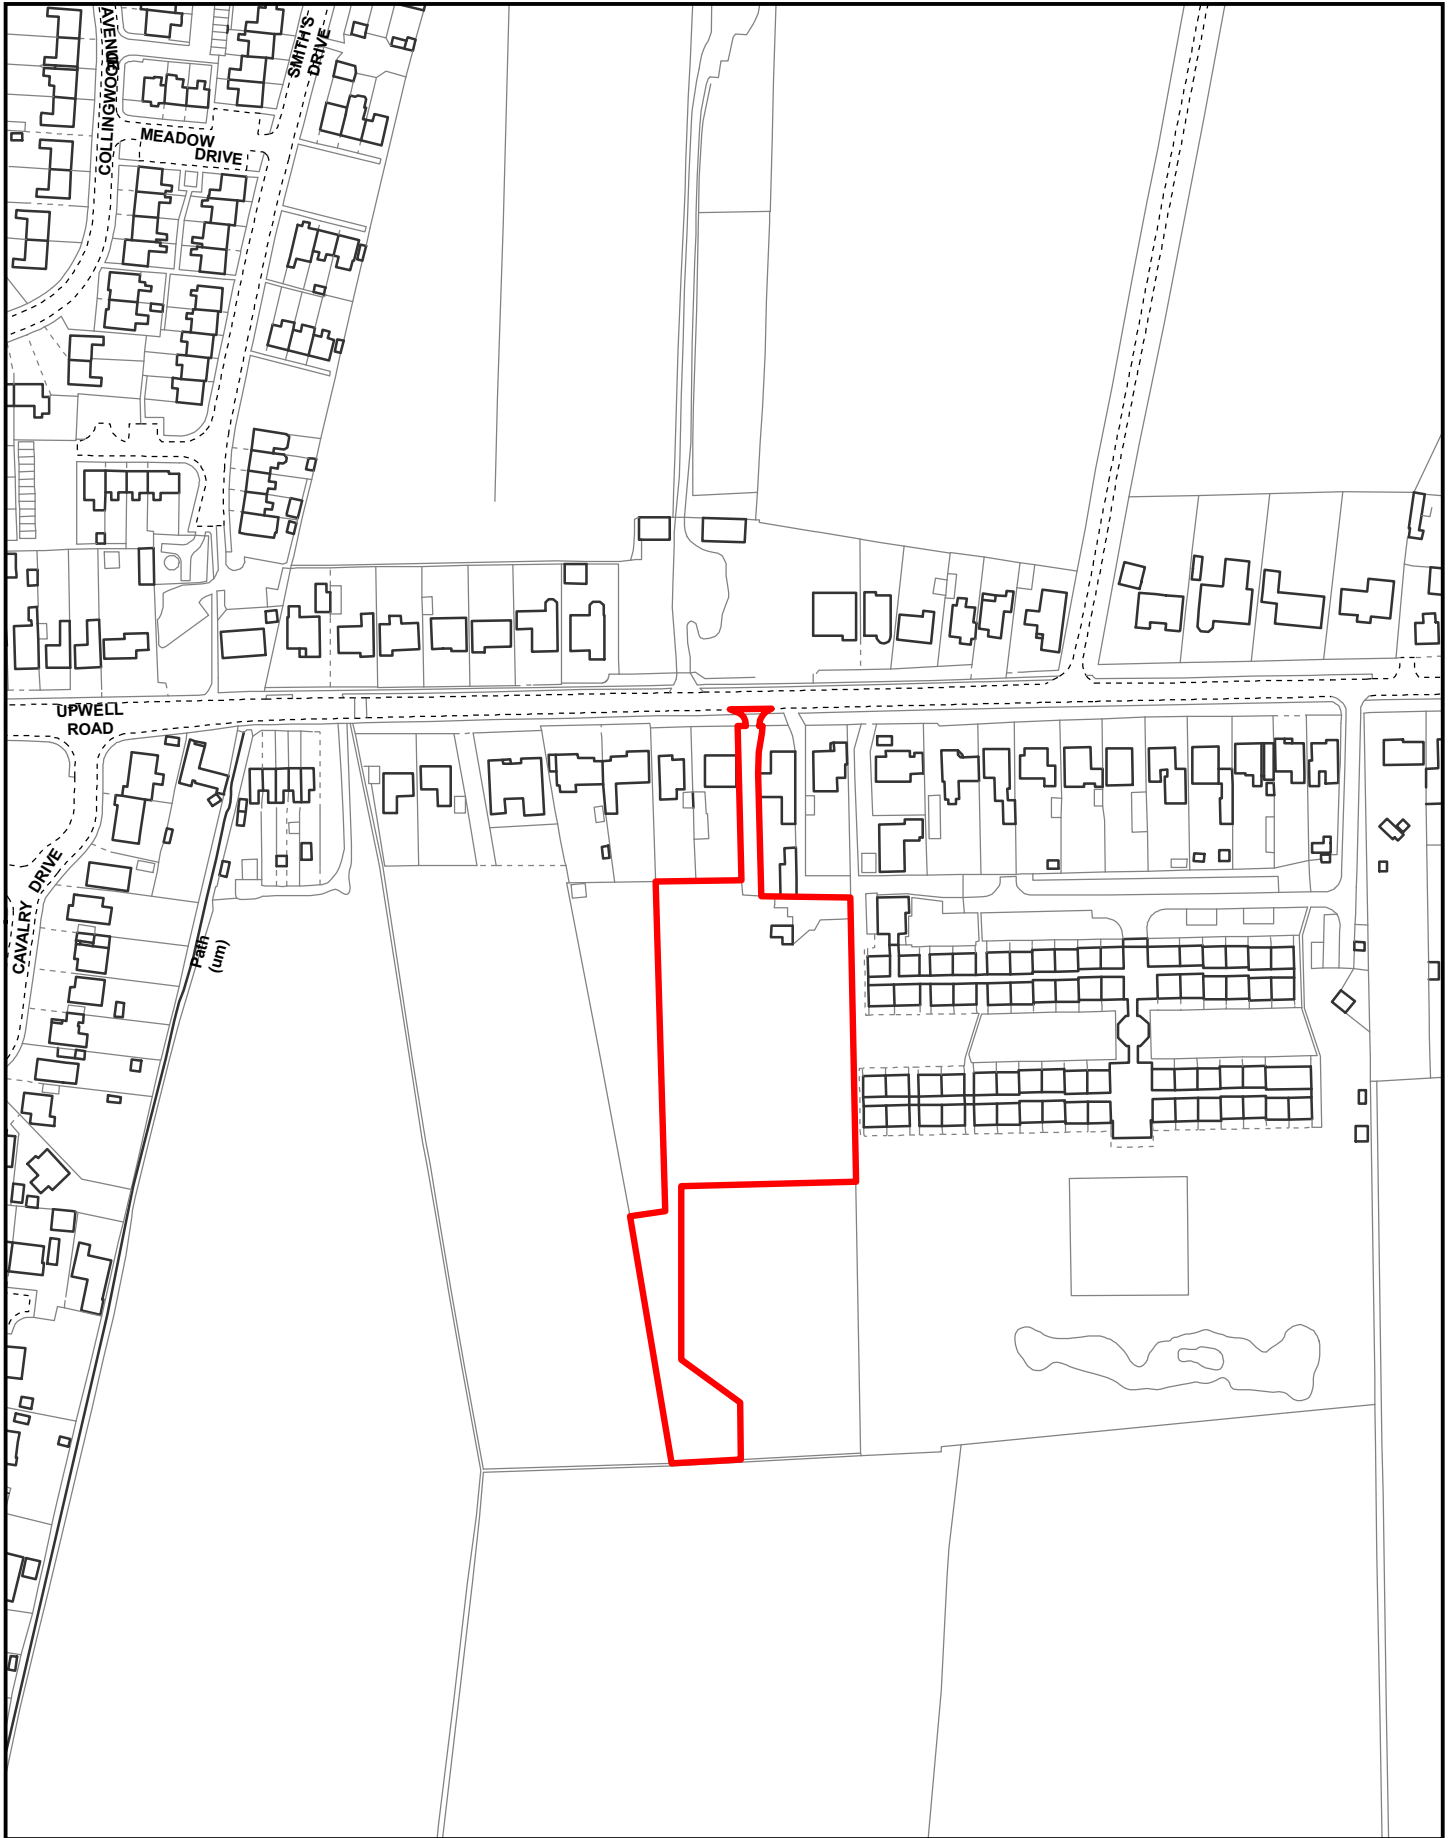 COLLINGWOOD
AVENUE
SMITH'S
DRIVE
MEADOW
DRIVE
UPWELL
ROAD
CAVALRY
DRIVE
Path
(um)